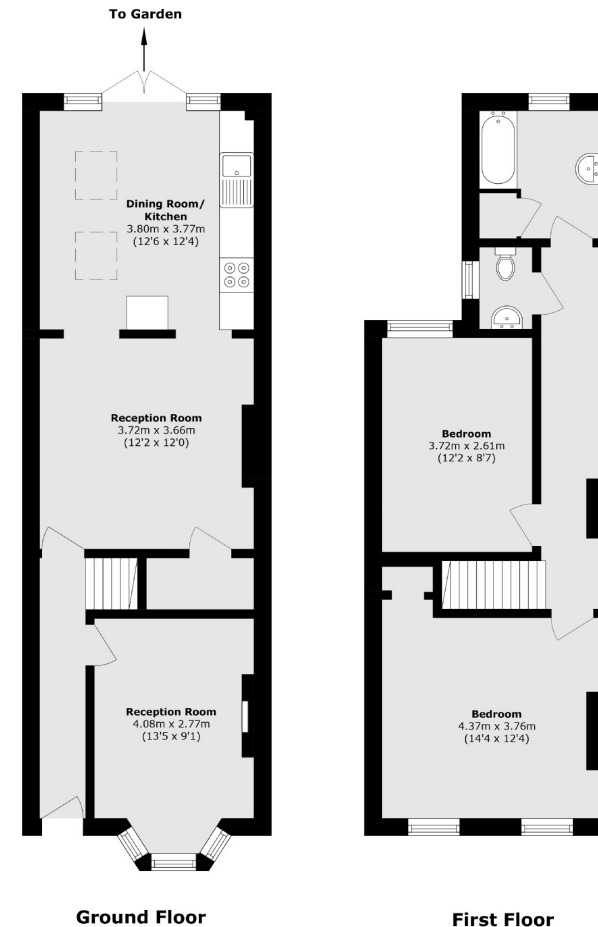 To Garden
Dining Room/
Kitchen
3.80m x 3.77m
(12'6 x 12'4)
Reception Room
3.72m x 3.66m
(12'2 x 12'0)
Bedroom
3.72m x 2.61m
(12'2 x 8'7)
Reception Room
4.08m x 2.77m
(13'5 x 9'1)
Bedroom
4.37m x 3.76m
(14'4 x 12'4)
Ground Floor
First Floor